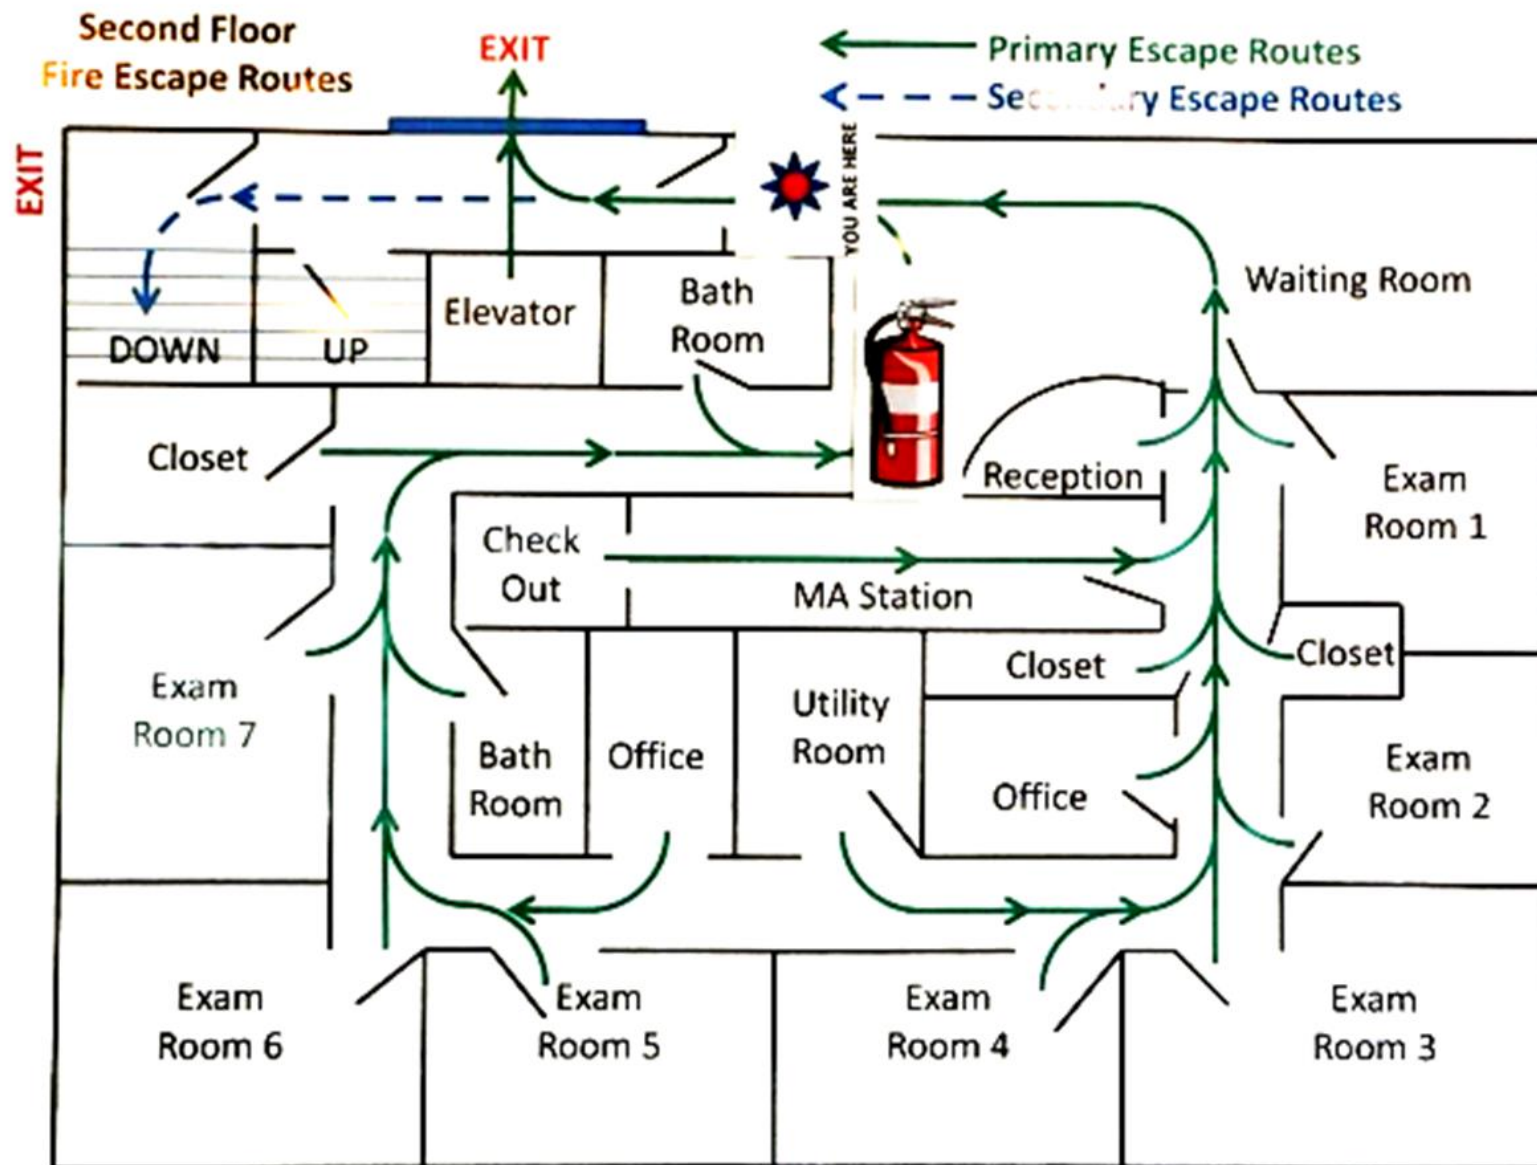 Second Floor
Fire Escape Routes
EXIT
Primary Escape Routes
Escape Routes
EXIT
YOU ARE HERE
DOWN
UP
Elevator
Bath
Room
Waiting Room
Closet
Reception
Exam
Room 1
Check
Out
MA Station
Closet
Closet
Exam
Room 7
Bath
Room
Office
Utility
Room
Office
Exam
Room 2
Exam
Room 6
Exam
Room 5
Exam
Room 4
Exam
Room 3